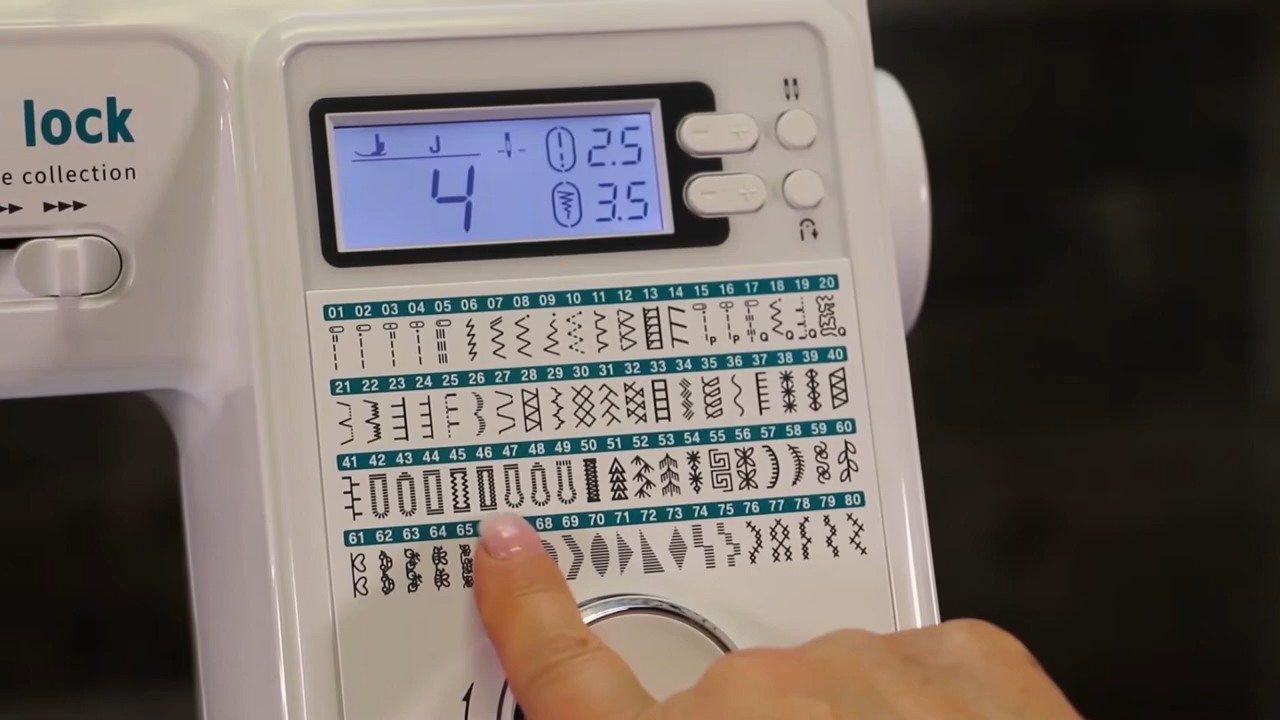 lock
e collection
J 2.5
4 3.5
01 02 03 04 05 06 07 08 09 10 11 12 13 14 15 16 17 18 19 20
P P Q Q Q Q
21 22 23 24 25 26 27 28 29 30 31 32 33 34 35 36 37 38 39 40
41 42 43 44 45 46 47 48 49 50 51 52 53 54 55 56 57 58 59 60
61 62 63 64 65 68 69 70 71 72 73 74 75 76 77 78 79 80